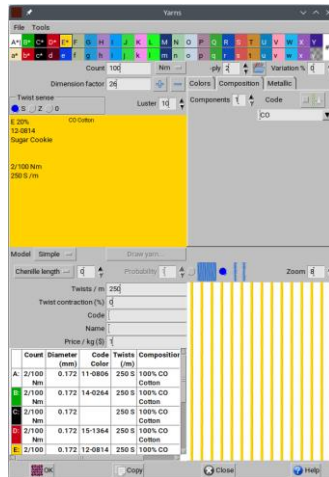 Yarns
File Tools
A* B* C* D* E* F G H I J K L M N O P Q R S T U V W X Y
a* b* c* d* e f g h i j k l m n o p q r s t u v w x
Count 100 Nm -ply 2 Variation % 0
Dimension factor 26 Colors Composition Metallic
Twist sense
S Z 0 Luster 10 Components 1 Code
CO
E 20% CO Cotton
12-0814
Sugar Cookie
2/100 Nm
250 S /m
Model Simple Draw yarn...
Chenille length 0 Probability Zoom 8
Twists / m 250
Twist contraction (%) 0
Code
Name
Price / kg ($) 1
Count Diameter (mm) Code Color Twists (/m) Composition
A: 2/100 Nm 0.172 11-0806 250 S 100% CO Cotton
B: 2/100 Nm 0.172 14-0264 250 S 100% CO Cotton
C: 2/100 Nm 0.172 250 S 100% CO Cotton
D: 2/100 Nm 0.172 15-1364 250 S 100% CO Cotton
E: 2/100 0.172 12-0814 250 S 100% CO
OK Copy Close Help